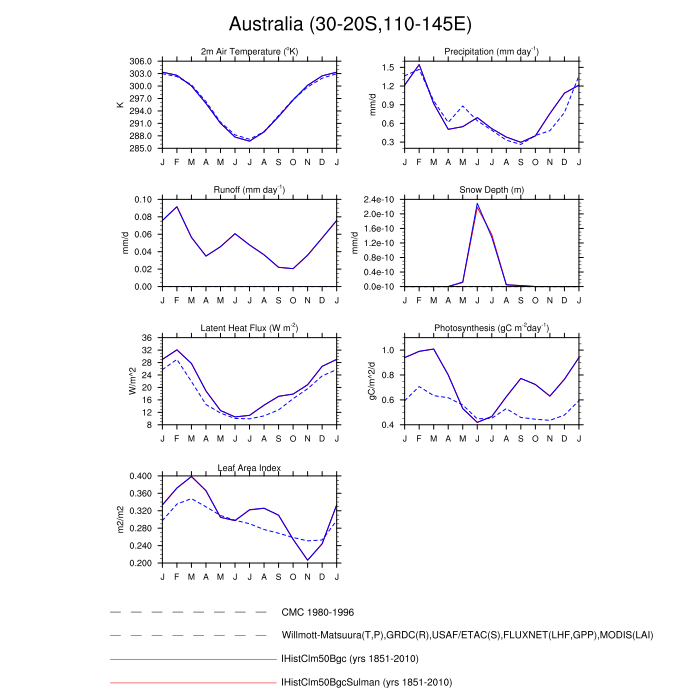 Australia (30-20S,110-145E)
2m Air Temperature (°K)
306.0
303.0
300.0
297.0
294.0
291.0
288.0
285.0
K
J F M A M J J A S O N D J
Precipitation (mm day-1)
1.5
1.2
0.9
0.6
0.3
mm/d
J F M A M J J A S O N D J
Runoff (mm day-1)
0.10
0.08
0.06
0.04
0.02
0.00
mm/d
J F M A M J J A S O N D J
Snow Depth (m)
2.4e-10
2.0e-10
1.6e-10
1.2e-10
0.8e-10
0.4e-10
0.0e-10
mm/d
J F M A M J J A S O N D J
Latent Heat Flux (W m-2)
36
32
28
24
20
16
12
8
W/m^2
J F M A M J J A S O N D J
Photosynthesis (gC m-2day-1)
1.0
0.8
0.6
0.4
gC/m^2/d
J F M A M J J A S O N D J
Leaf Area Index
0.400
0.360
0.320
0.280
0.240
0.200
m2/m2
J F M A M J J A S O N D J
CMC 1980-1996
Willmott-Matsuura(T,P),GRDC(R),USAF/ETAC(S),FLUXNET(LHF,GPP),MODIS(LAI)
IHistClm50Bgc (yrs 1851-2010)
IHistClm50BgcSulman (yrs 1851-2010)